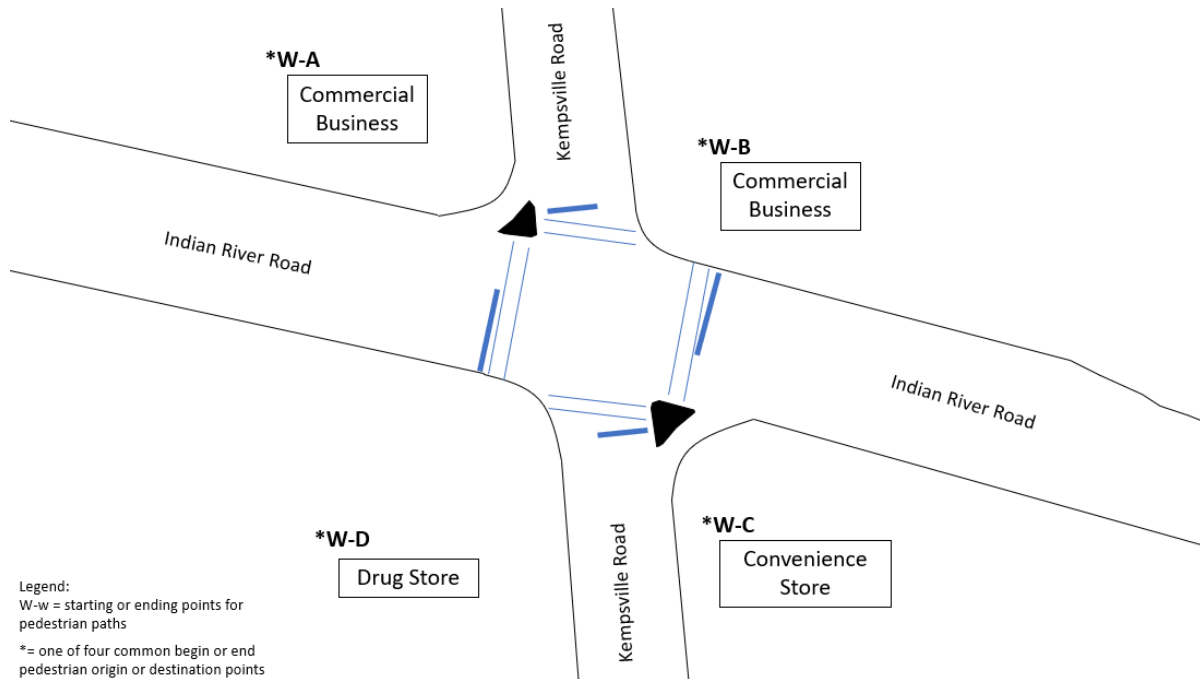 Kempsville Road
*W-A
Commercial
Business
*W-B
Commercial
Business
Indian River Road
Indian River Road
*W-D
Drug Store
*W-C
Convenience
Store
Kempsville Road
Legend:
W-w = starting or ending points for
pedestrian paths
*= one of four common begin or end
pedestrian origin or destination points